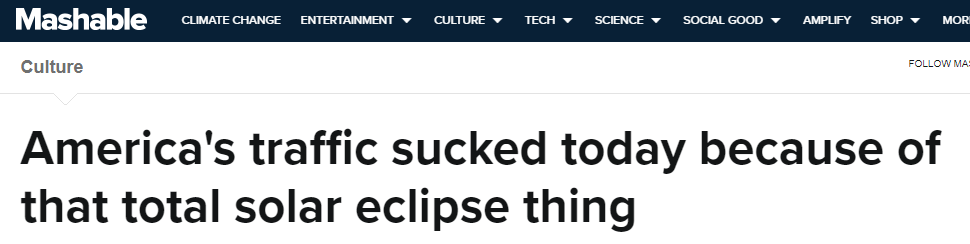 Mashable CLIMATE CHANGE ENTERTAINMENT CULTURE TECH SCIENCE SOCIAL GOOD AMPLIFY SHOP
Culture
FOLLOW
America's traffic sucked today because of
that total solar eclipse thing